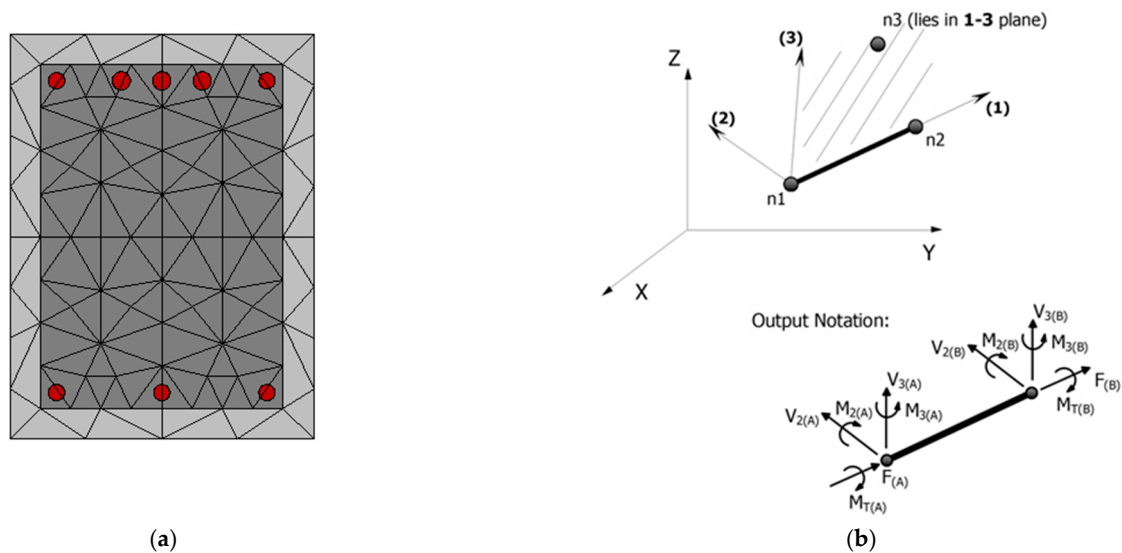 n3 (lies in 1-3 plane)
(3)
Z
(1)
(2)
n2
n1
Y
X
Output Notation:
V3(B)
M2(B)
M3(B)
V2(B)
F(B)
V3(A)
MT(B)
M2(A)
M3(A)
V2(A)
F(A)
MT(A)
(a)
(b)